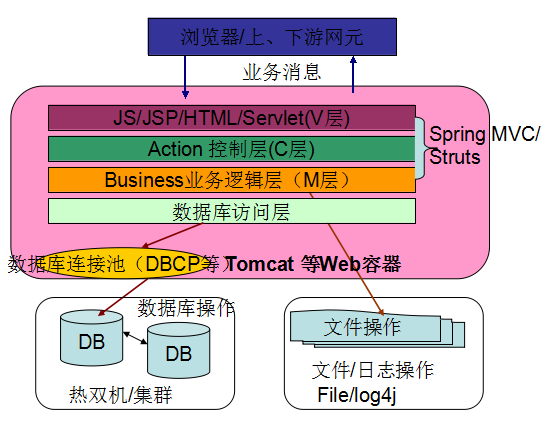 浏览器/上、下游网元
业务消息
JS/JSP/HTML/Servlet(V层)
Action 控制层(C层)
Business业务逻辑层（M层）
数据库访问层
Spring MVC/
Struts
数据库连接池（DBCP等）
Tomcat 等Web容器
数据库操作
DB
DB
热双机/集群
文件操作
文件/日志操作
File/log4j